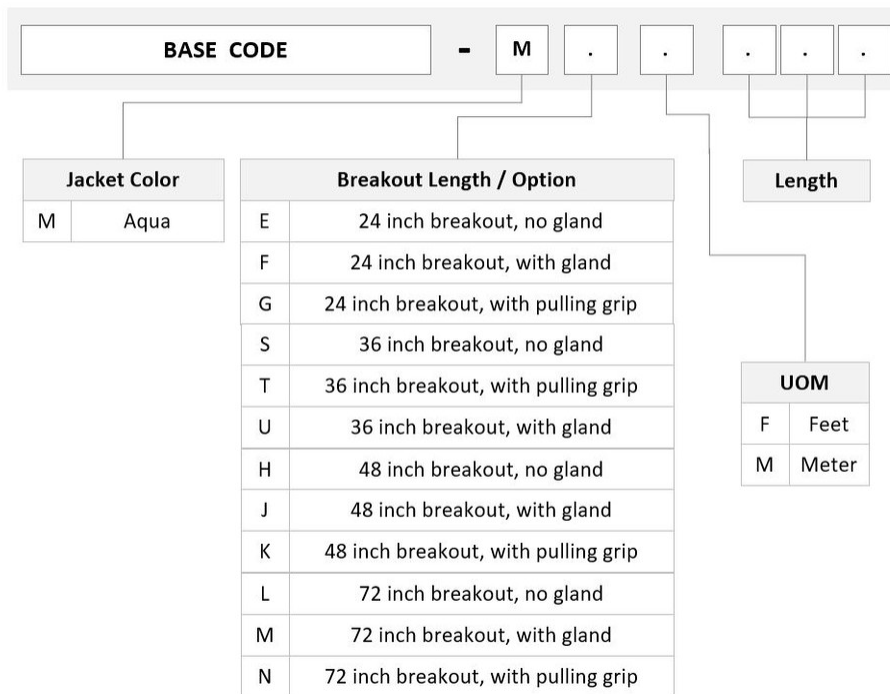 BASE CODE - M . . . . .
Jacket Color
M Aqua
Breakout Length / Option
E 24 inch breakout, no gland
F 24 inch breakout, with gland
G 24 inch breakout, with pulling grip
S 36 inch breakout, no gland
T 36 inch breakout, with pulling grip
U 36 inch breakout, with gland
H 48 inch breakout, no gland
J 48 inch breakout, with gland
K 48 inch breakout, with pulling grip
L 72 inch breakout, no gland
M 72 inch breakout, with gland
N 72 inch breakout, with pulling grip
Length
UOM
F Feet
M Meter